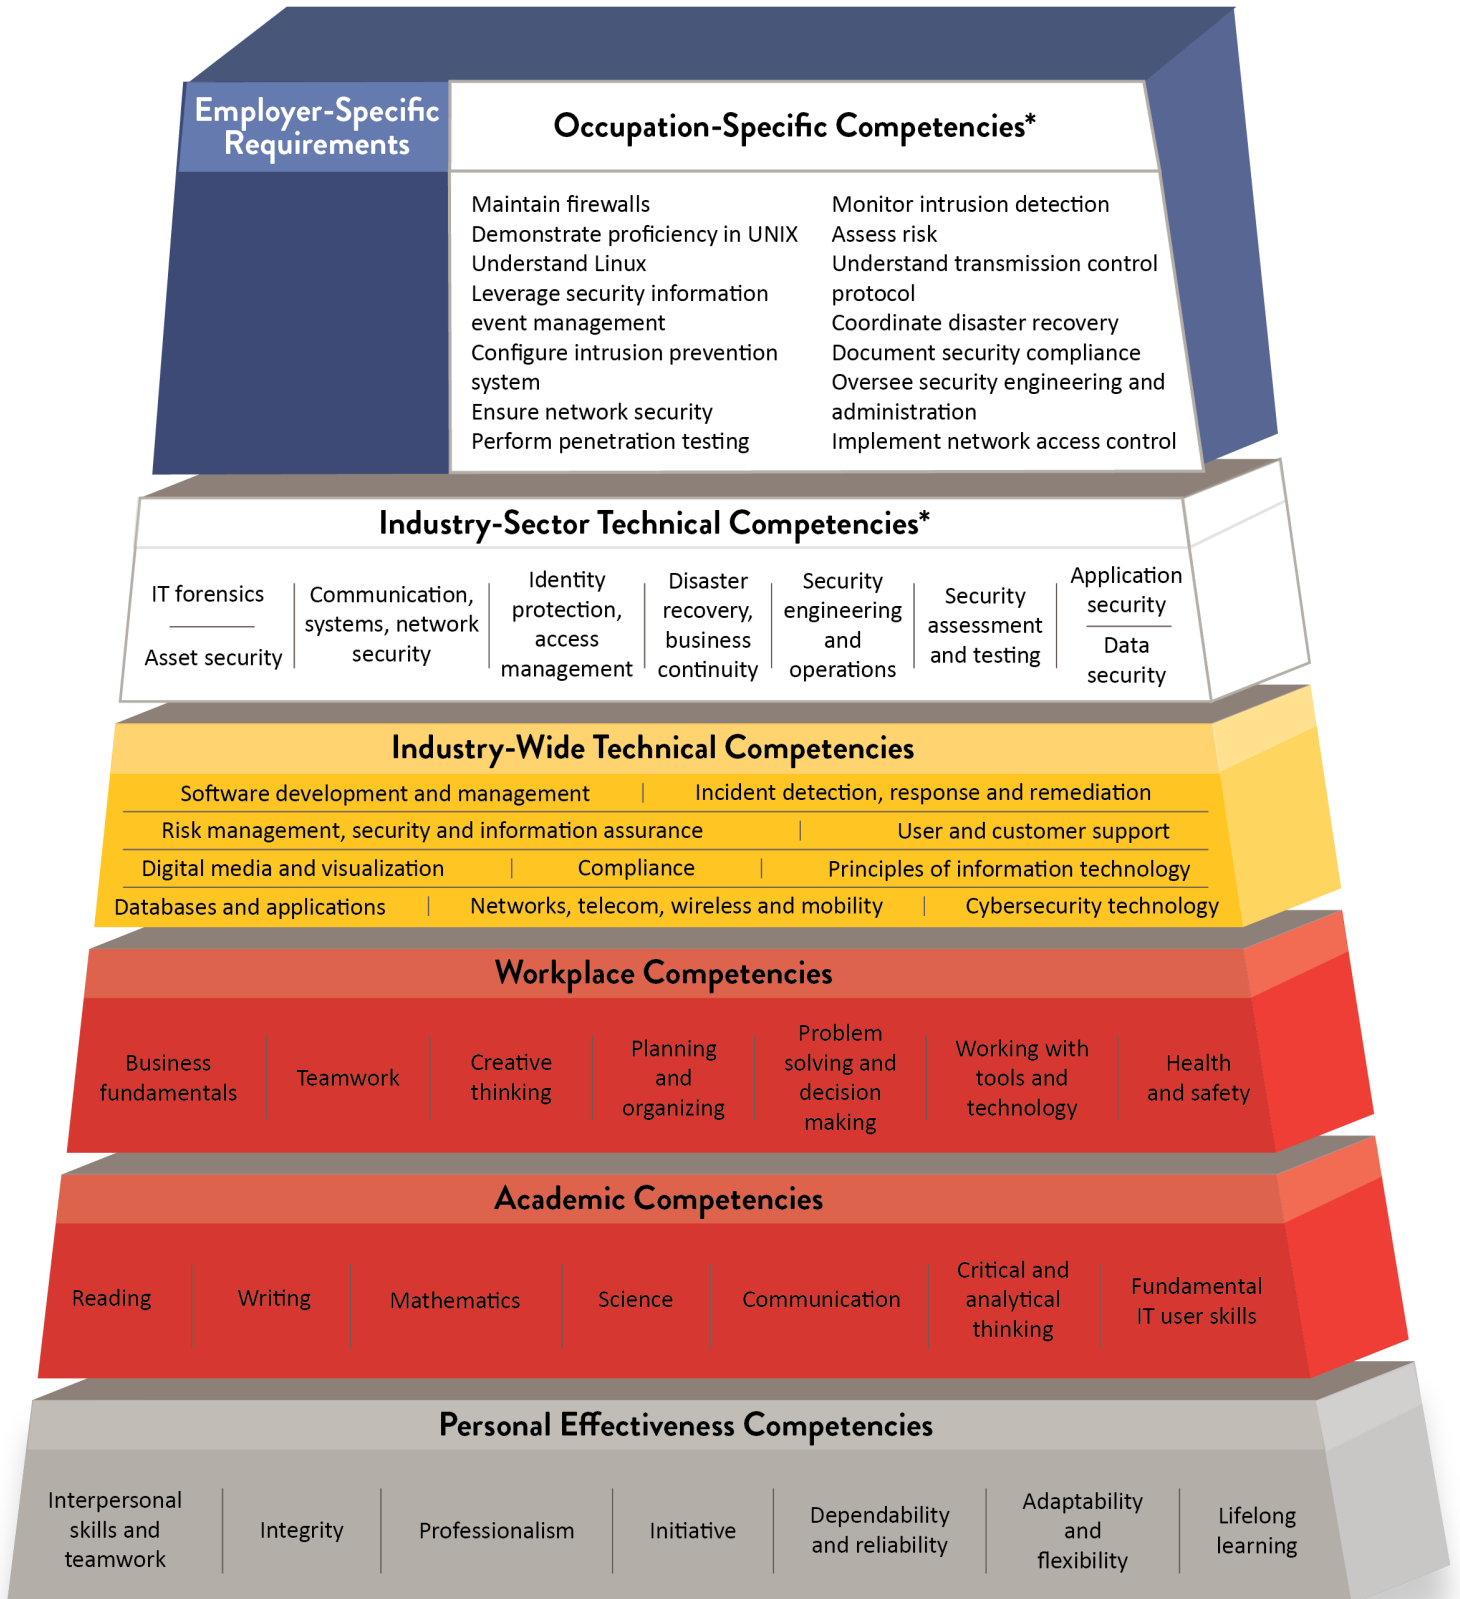 Employer-Specific
Requirements
Occupation-Specific Competencies*
Maintain firewalls
Demonstrate proficiency in UNIX
Understand Linux
Leverage security information
event management
Configure intrusion prevention
system
Ensure network security
Perform penetration testing
Monitor intrusion detection
Assess risk
Understand transmission control
protocol
Coordinate disaster recovery
Document security compliance
Oversee security engineering and
administration
Implement network access control
Industry-Sector Technical Competencies*
IT forensics
Asset security
Communication,
systems, network
security
Identity
protection,
access
management
Disaster
recovery,
business
continuity
Security
engineering
and
operations
Security
assessment
and testing
Application
security
Data
security
Industry-Wide Technical Competencies
Software development and management
Incident detection, response and remediation
Risk management, security and information assurance
User and customer support
Digital media and visualization
Compliance
Principles of information technology
Databases and applications
Networks, telecom, wireless and mobility
Cybersecurity technology
Workplace Competencies
Business
fundamentals
Teamwork
Creative
thinking
Planning
and
organizing
Problem
solving and
decision
making
Working with
tools and
technology
Health
and safety
Academic Competencies
Reading
Writing
Mathematics
Science
Communication
Critical and
analytical
thinking
Fundamental
IT user skills
Personal Effectiveness Competencies
Interpersonal
skills and
teamwork
Integrity
Professionalism
Initiative
Dependability
and reliability
Adaptability
and
flexibility
Lifelong
learning